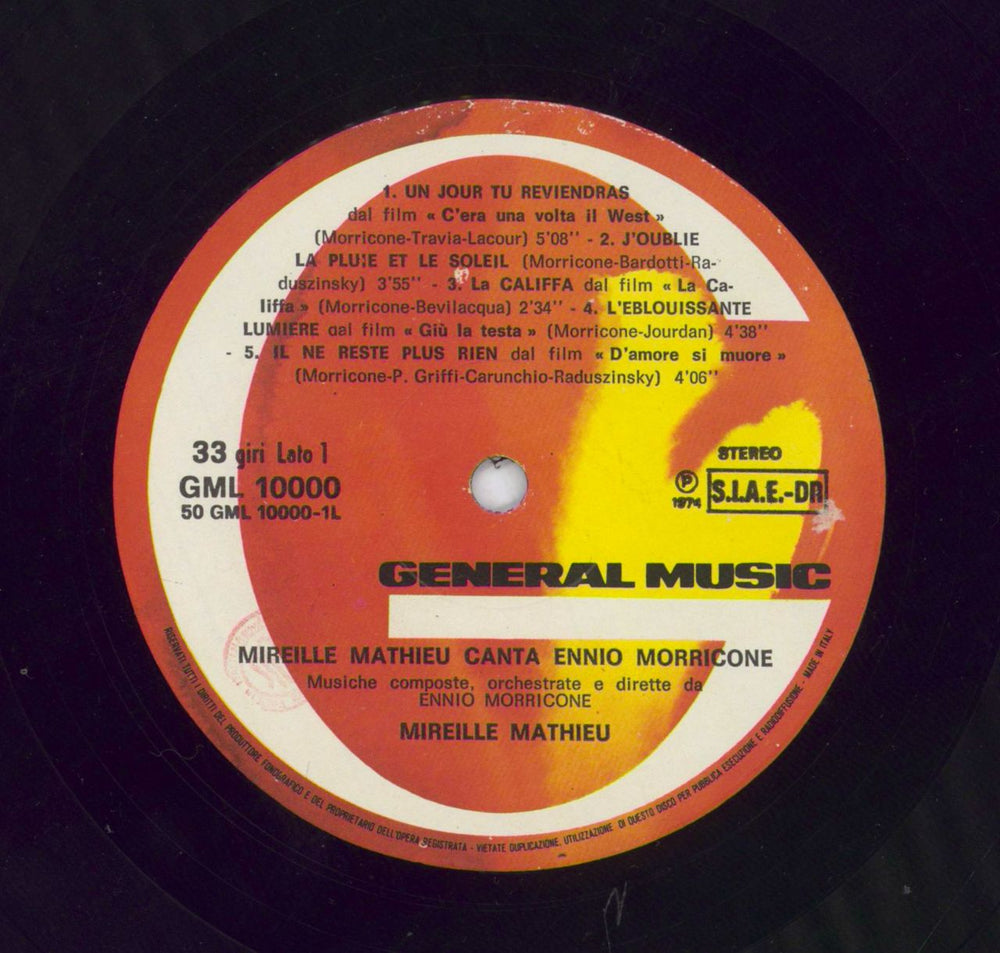 1. UN JOUR TU REVIENDRAS
dal film « C'era una volta il West »
(Morricone-Travia-Lacour) 5'08'' - 2. J'OUBLIE
LA PLUIE ET LE SOLEIL (Morricone-Bardotti-Ra-
duszinsky) 3'55'' - 3. La CALIFFA dal film « La Ca-
liffa » (Morricone-Bevilacqua) 2'34'' - 4. L'EBLOUISSANTE
LUMIERE dal film « Giù la testa » (Morricone-Jourdan) 4'38''
- 5. IL NE RESTE PLUS RIEN dal film « D'amore si muore »
(Morricone-P. Griffi-Carunchio-Raduszinsky) 4'06''
33 giri Lato 1
GML 10000
50 GML 10000-1L
STEREO
Ⓟ
1974
S.I.A.E.-DR
GENERAL MUSIC
MIREILLE MATHIEU CANTA ENNIO MORRICONE
Musiche composte, orchestrate e dirette da
ENNIO MORRICONE
MIREILLE MATHIEU
RISERVATI TUTTI I DIRITTI DEL PRODUTTORE FONOGRAFICO E DEL PROPRIETARIO DELL'OPERA REGISTRATA - VIETATE DUPLICAZIONE, UTILIZZAZIONE DI QUESTO DISCO PER PUBBLICA ESECUZIONE E RADIODIFFUSIONE - MADE IN ITALY